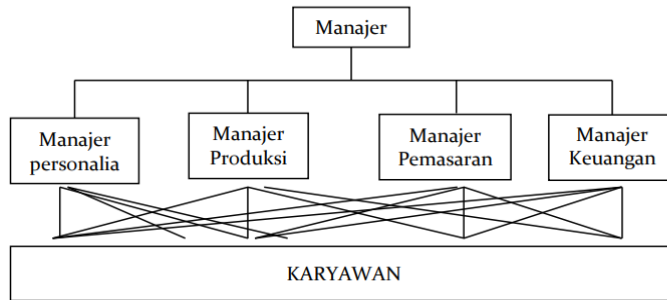 Manajer
Manajer
personalia
Manajer
Produksi
Manajer
Pemasaran
Manajer
Keuangan
KARYAWAN